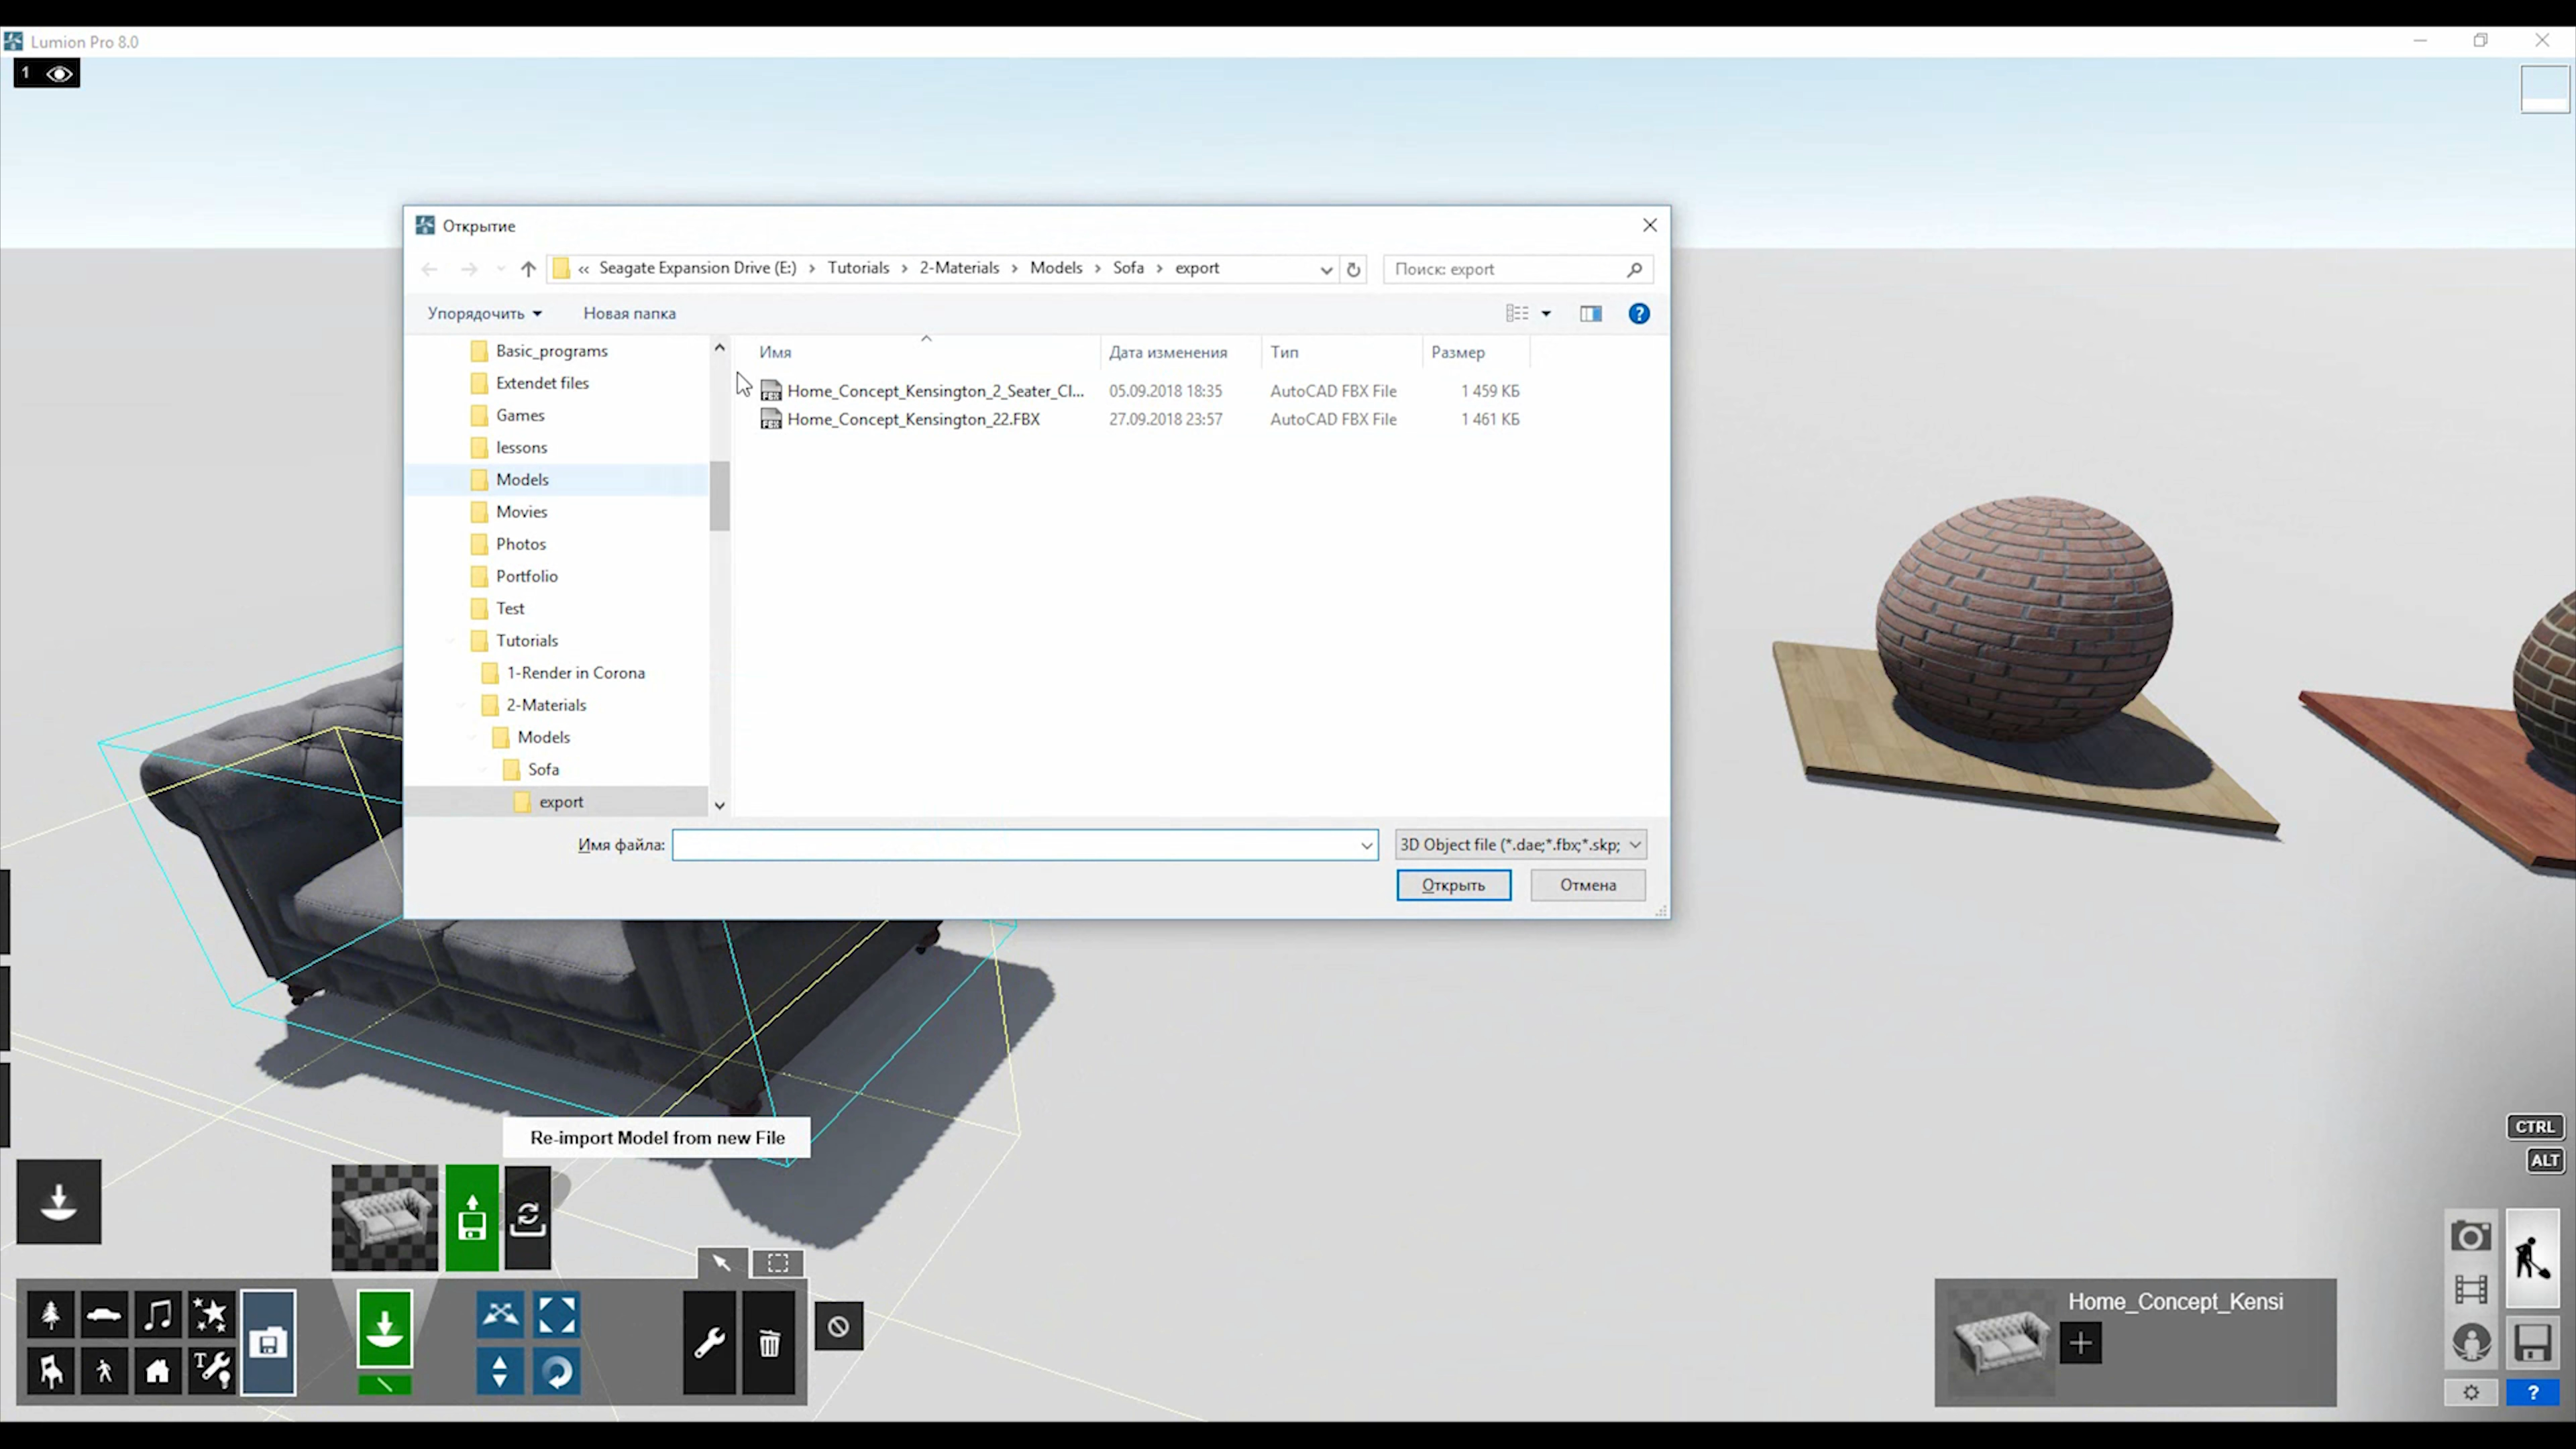 Lumion Pro 8.0
1
Открытие
« Seagate Expansion Drive (E:) › Tutorials › 2-Materials › Models › Sofa › export
Поиск: export
Упорядочить
Новая папка
Basic_programs
Extendet files
Games
lessons
Models
Movies
Photos
Portfolio
Test
Tutorials
1-Render in Corona
2-Materials
Models
Sofa
export
Имя Дата изменения Тип Размер
Home_Concept_Kensington_2_Seater_Cl... 05.09.2018 18:35 AutoCAD FBX File 1 459 КБ
Home_Concept_Kensington_22.FBX 27.09.2018 23:57 AutoCAD FBX File 1 461 КБ
Имя файла:
3D Object file (*.dae;*.fbx;*.skp;
Открыть
Отмена
Re-import Model from new File
CTRL
ALT
Home_Concept_Kensi
+
?